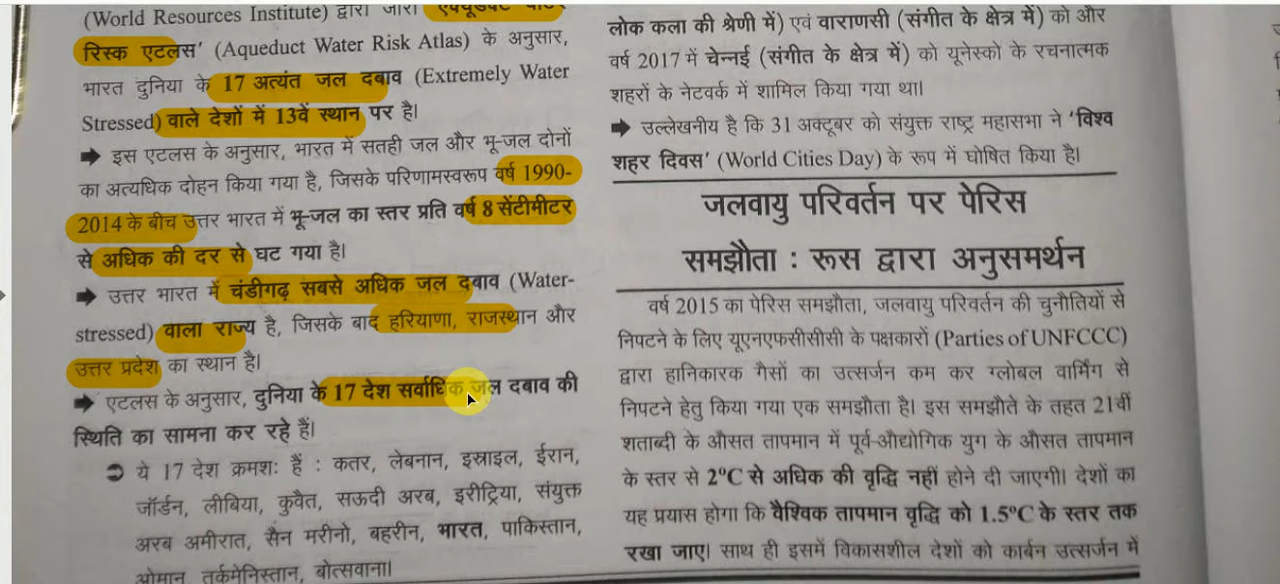 (World Resources Institute) द्वारा जारी
रिस्क एटलस’ (Aqueduct Water Risk Atlas) के अनुसार,
भारत दुनिया के 17 अत्यंत जल दबाव (Extremely Water
Stressed) वाले देशों में 13वें स्थान पर है।
➡ इस एटलस के अनुसार, भारत में सतही जल और भू-जल दोनों
का अत्यधिक दोहन किया गया है, जिसके परिणामस्वरूप वर्ष 1990-
2014 के बीच उत्तर भारत में भू-जल का स्तर प्रति वर्ष 8 सेंटीमीटर
से अधिक की दर से घट गया है।
➡ उत्तर भारत में चंडीगढ़ सबसे अधिक जल दबाव (Water-
stressed) वाला राज्य है, जिसके बाद हरियाणा, राजस्थान और
उत्तर प्रदेश का स्थान है।
➡ एटलस के अनुसार, दुनिया के 17 देश सर्वाधिक जल दबाव की
स्थिति का सामना कर रहे हैं।
ये 17 देश क्रमशः हैं : कतर, लेबनान, इस्राइल, ईरान,
जॉर्डन, लीबिया, कुवैत, सऊदी अरब, इरीट्रिया, संयुक्त
अरब अमीरात, सैन मरीनो, बहरीन, भारत, पाकिस्तान,
ओमान, तुर्कमेनिस्तान, बोत्सवाना।
लोक कला की श्रेणी में) एवं वाराणसी (संगीत के क्षेत्र में) को और
वर्ष 2017 में चेन्नई (संगीत के क्षेत्र में) को यूनेस्को के रचनात्मक
शहरों के नेटवर्क में शामिल किया गया था।
➡ उल्लेखनीय है कि 31 अक्टूबर को संयुक्त राष्ट्र महासभा ने ‘विश्व
शहर दिवस’ (World Cities Day) के रूप में घोषित किया है।
जलवायु परिवर्तन पर पेरिस
समझौता : रूस द्वारा अनुसमर्थन
वर्ष 2015 का पेरिस समझौता, जलवायु परिवर्तन की चुनौतियों से
निपटने के लिए यूएनएफसीसीसी के पक्षकारों (Parties of UNFCCC)
द्वारा हानिकारक गैसों का उत्सर्जन कम कर ग्लोबल वार्मिंग से
निपटने हेतु किया गया एक समझौता है। इस समझौते के तहत 21वीं
शताब्दी के औसत तापमान में पूर्व-औद्योगिक युग के औसत तापमान
के स्तर से 2°C से अधिक की वृद्धि नहीं होने दी जाएगी। देशों का
यह प्रयास होगा कि वैश्विक तापमान वृद्धि को 1.5°C के स्तर तक
रखा जाए। साथ ही इसमें विकासशील देशों को कार्बन उत्सर्जन में